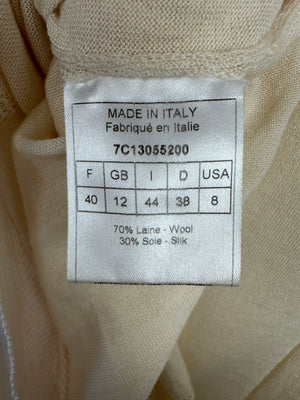 MADE IN ITALY
Fabriqué en Italie
7C13055200
F GB I D USA
40 12 44 38 8
70% Laine - Wool
30% Soie - Silk